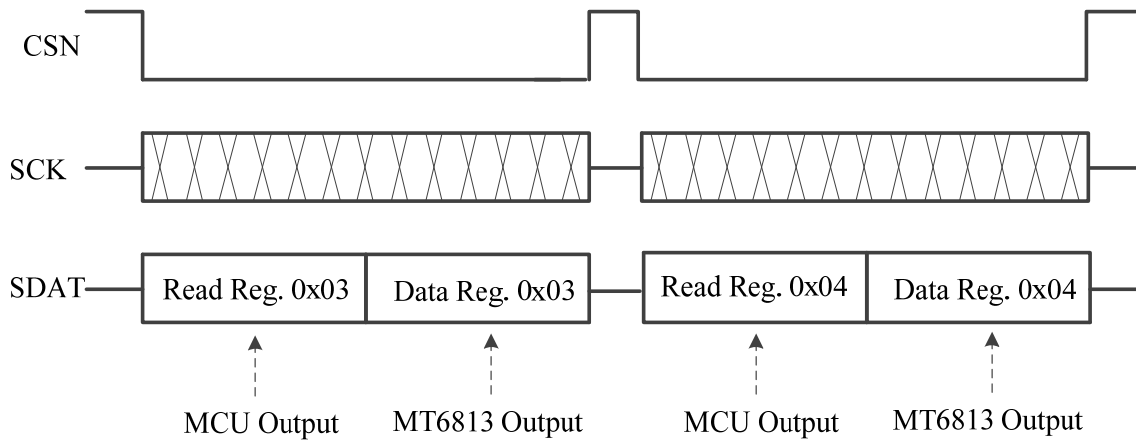 CSN
SCK
SDAT
Read Reg. 0x03
Data Reg. 0x03
Read Reg. 0x04
Data Reg. 0x04
MCU Output
MT6813 Output
MCU Output
MT6813 Output